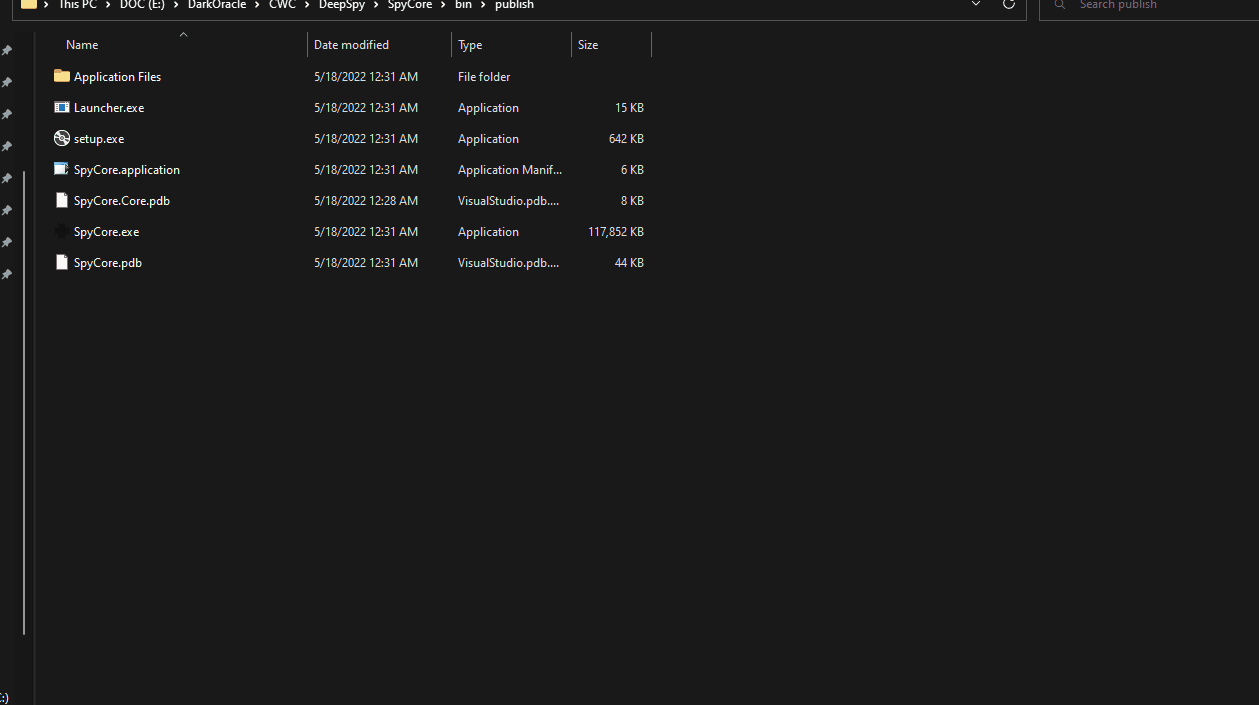 This PC > DOC (E:) > DarkOracle > CWC > DeepSpy > SpyCore > bin > publish Search publish
Name Date modified Type Size
Application Files 5/18/2022 12:31 AM File folder
Launcher.exe 5/18/2022 12:31 AM Application 15 KB
setup.exe 5/18/2022 12:31 AM Application 642 KB
SpyCore.application 5/18/2022 12:31 AM Application Manif... 6 KB
SpyCore.Core.pdb 5/18/2022 12:28 AM VisualStudio.pdb.... 8 KB
SpyCore.exe 5/18/2022 12:31 AM Application 117,852 KB
SpyCore.pdb 5/18/2022 12:31 AM VisualStudio.pdb.... 44 KB
:)